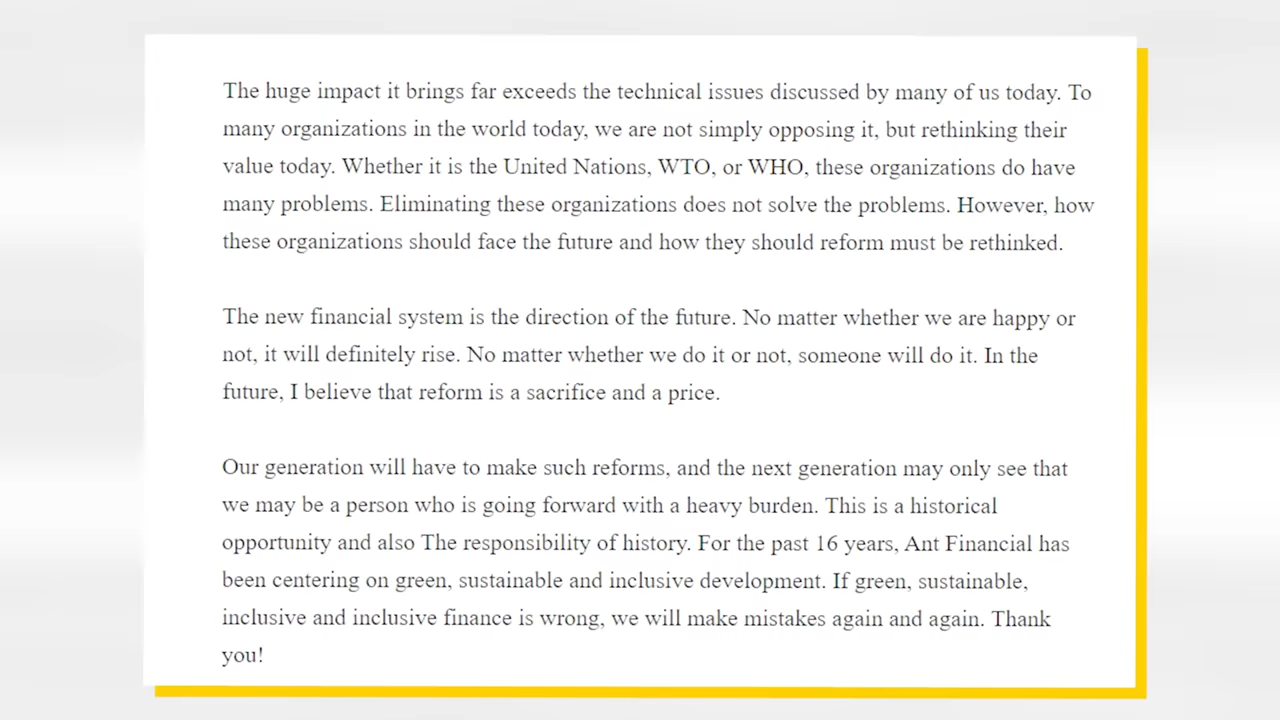 The huge impact it brings far exceeds the technical issues discussed by many of us today. To
many organizations in the world today, we are not simply opposing it, but rethinking their
value today. Whether it is the United Nations, WTO, or WHO, these organizations do have
many problems. Eliminating these organizations does not solve the problems. However, how
these organizations should face the future and how they should reform must be rethinked.
The new financial system is the direction of the future. No matter whether we are happy or
not, it will definitely rise. No matter whether we do it or not, someone will do it. In the
future, I believe that reform is a sacrifice and a price.
Our generation will have to make such reforms, and the next generation may only see that
we may be a person who is going forward with a heavy burden. This is a historical
opportunity and also The responsibility of history. For the past 16 years, Ant Financial has
been centering on green, sustainable and inclusive development. If green, sustainable,
inclusive and inclusive finance is wrong, we will make mistakes again and again. Thank
you!